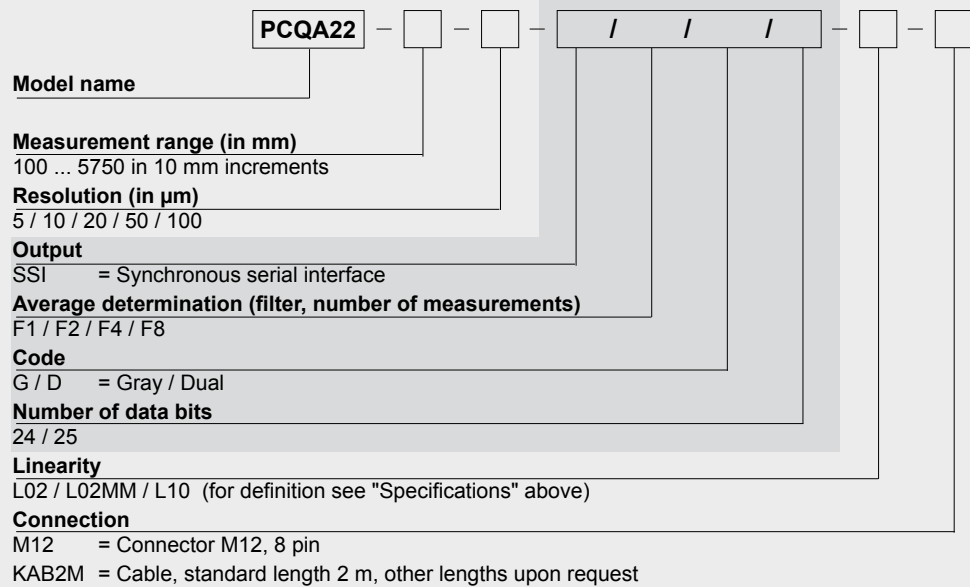 PCQA22 – – – / / / – –
Model name
Measurement range (in mm)
100 ... 5750 in 10 mm increments
Resolution (in µm)
5 / 10 / 20 / 50 / 100
Output
SSI = Synchronous serial interface
Average determination (filter, number of measurements)
F1 / F2 / F4 / F8
Code
G / D = Gray / Dual
Number of data bits
24 / 25
Linearity
L02 / L02MM / L10 (for definition see "Specifications" above)
Connection
M12 = Connector M12, 8 pin
KAB2M = Cable, standard length 2 m, other lengths upon request